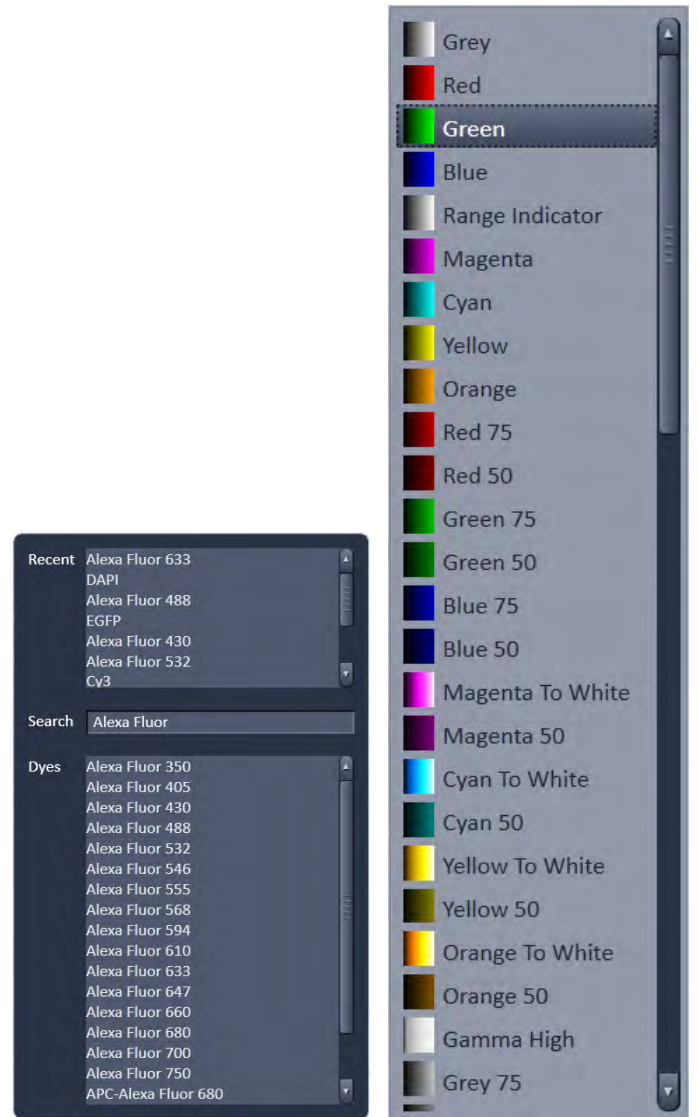 Recent
Alexa Fluor 633
DAPI
Alexa Fluor 488
EGFP
Alexa Fluor 430
Alexa Fluor 532
Cy3
Search
Alexa Fluor
Dyes
Alexa Fluor 350
Alexa Fluor 405
Alexa Fluor 430
Alexa Fluor 488
Alexa Fluor 532
Alexa Fluor 546
Alexa Fluor 555
Alexa Fluor 568
Alexa Fluor 594
Alexa Fluor 610
Alexa Fluor 633
Alexa Fluor 647
Alexa Fluor 660
Alexa Fluor 680
Alexa Fluor 700
Alexa Fluor 750
APC-Alexa Fluor 680
Grey
Red
Green
Blue
Range Indicator
Magenta
Cyan
Yellow
Orange
Red 75
Red 50
Green 75
Green 50
Blue 75
Blue 50
Magenta To White
Magenta 50
Cyan To White
Cyan 50
Yellow To White
Yellow 50
Orange To White
Orange 50
Gamma High
Grey 75